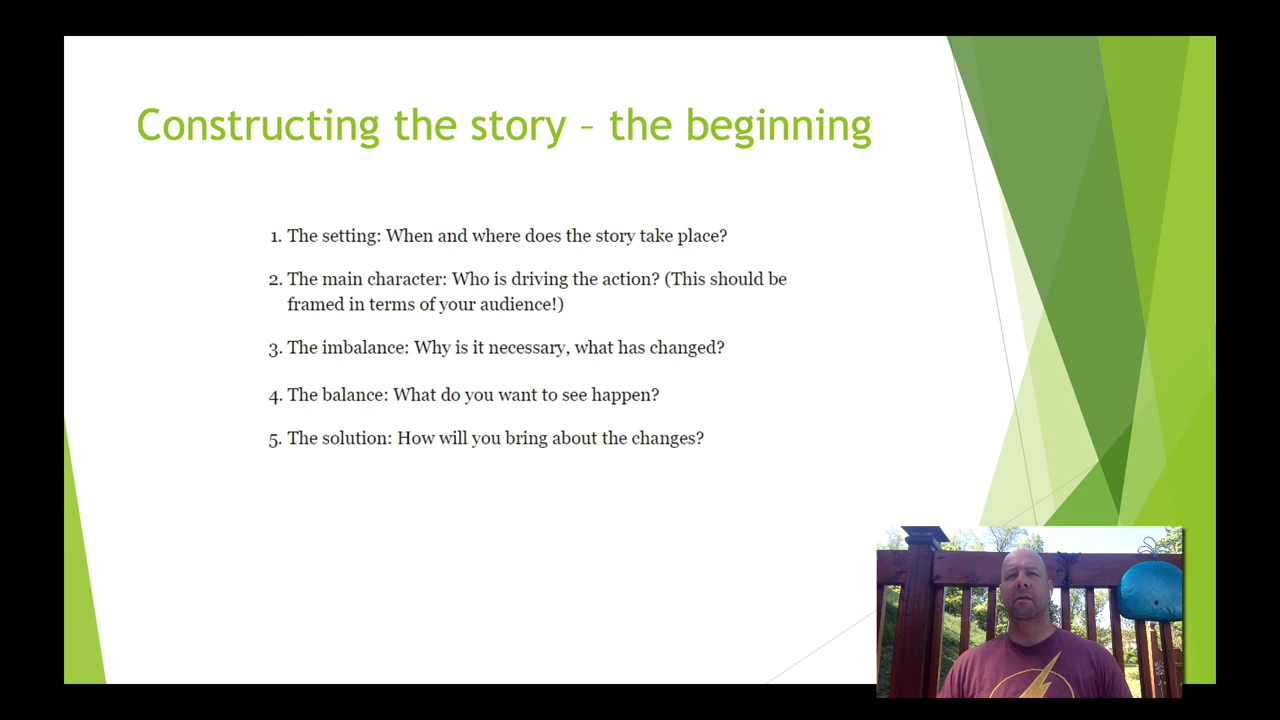 Constructing the story – the beginning
1. The setting: When and where does the story take place?
2. The main character: Who is driving the action? (This should be
framed in terms of your audience!)
3. The imbalance: Why is it necessary, what has changed?
4. The balance: What do you want to see happen?
5. The solution: How will you bring about the changes?